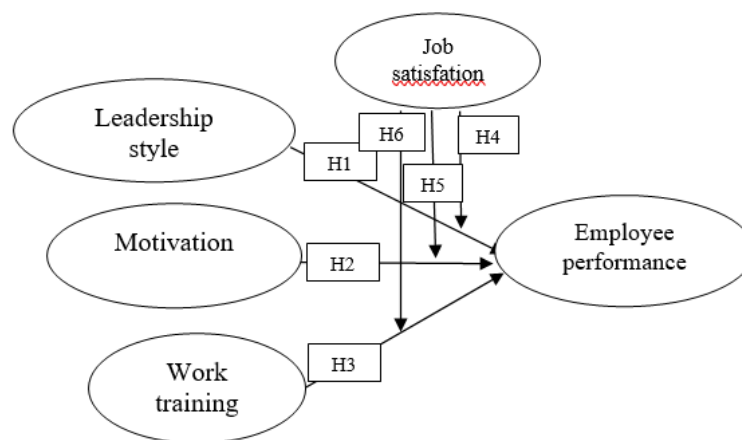 Job
satisfation
Leadership
style
H6
H4
H1
H5
Motivation
Employee
performance
H2
H3
Work
training